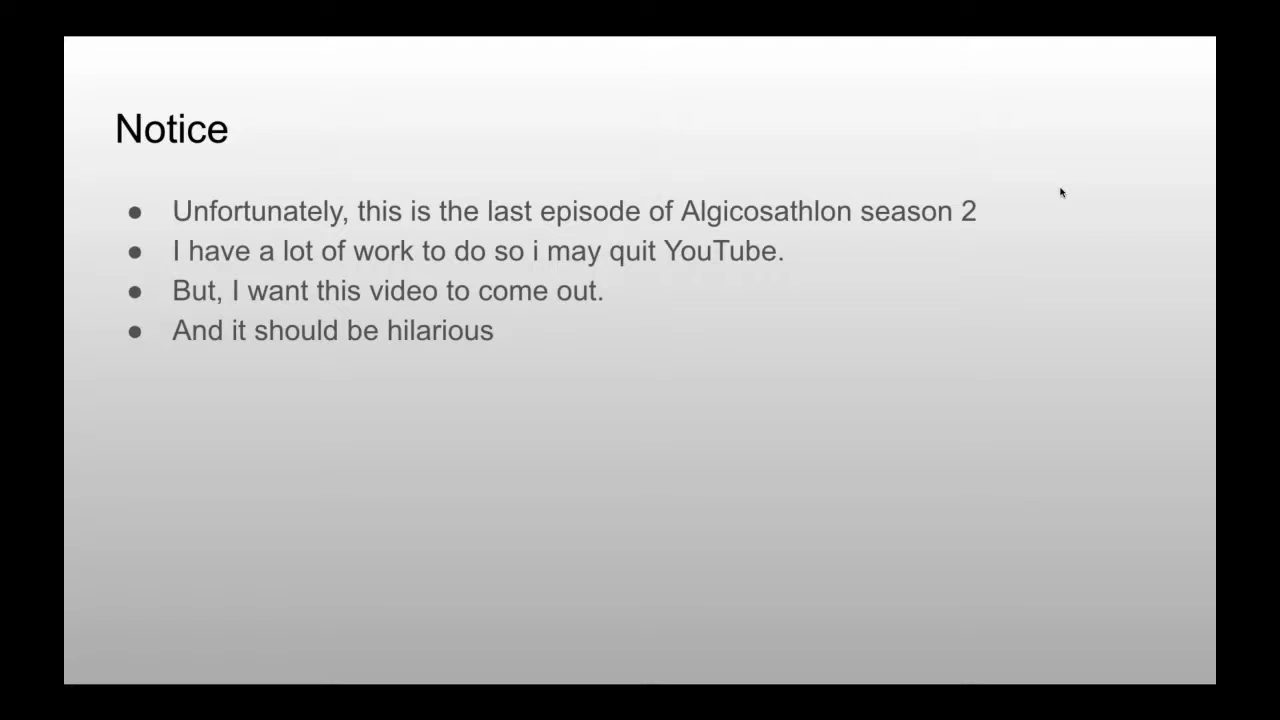 Notice
● Unfortunately, this is the last episode of Algicosathlon season 2
● I have a lot of work to do so i may quit YouTube.
● But, I want this video to come out.
● And it should be hilarious